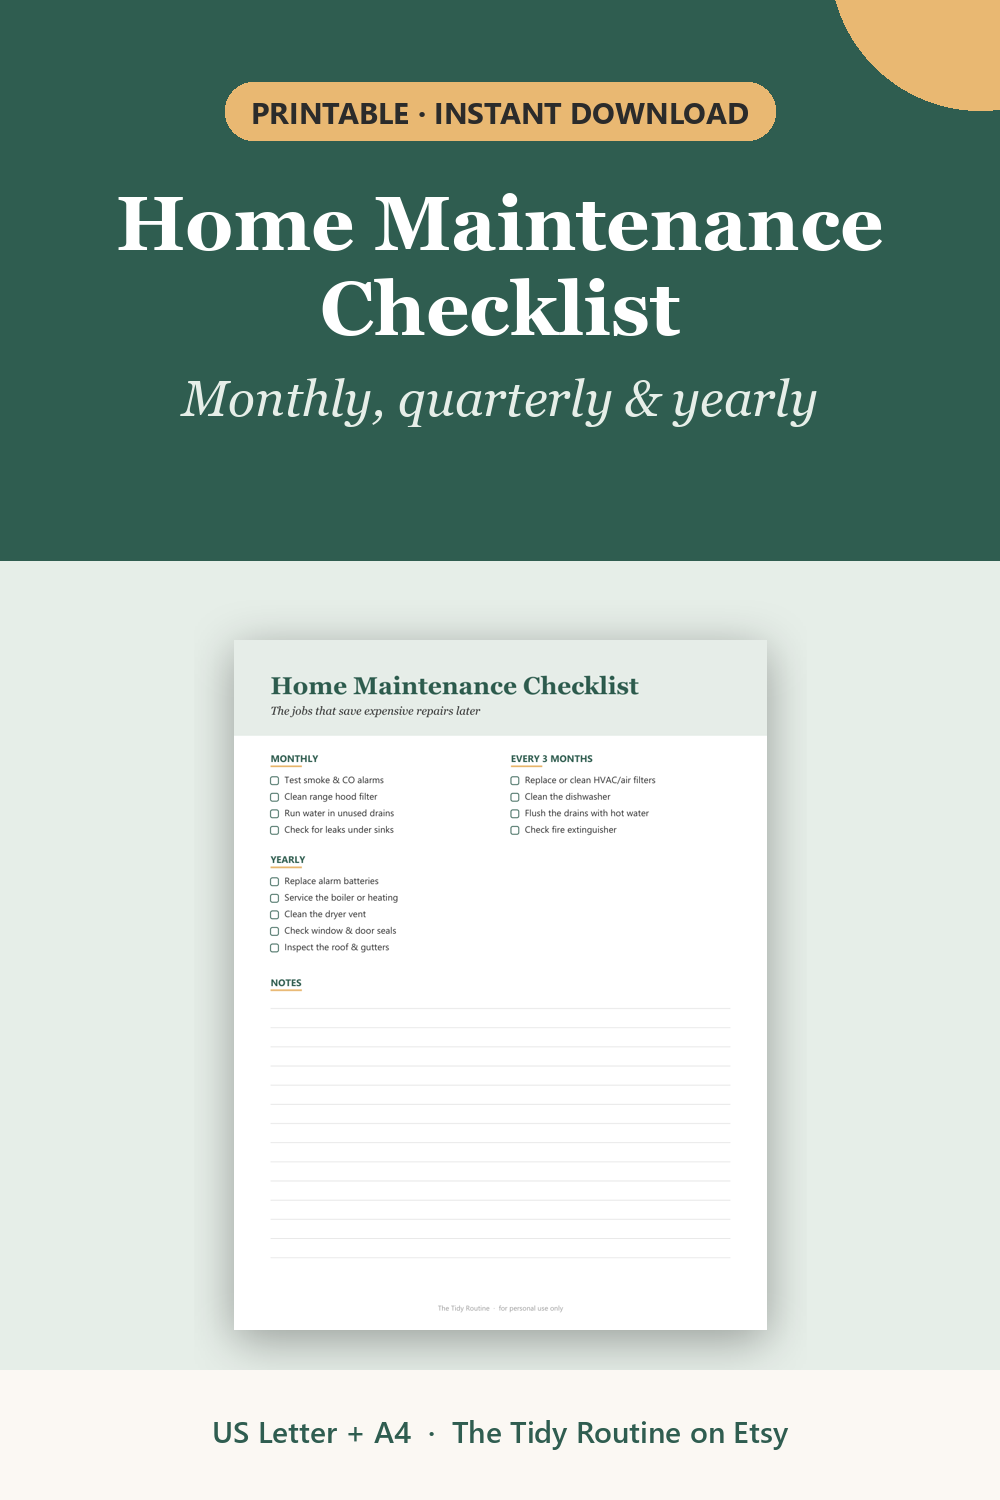 PRINTABLE · INSTANT DOWNLOAD
Home Maintenance
Checklist
Monthly, quarterly & yearly
Home Maintenance Checklist
The jobs that save expensive repairs later
MONTHLY
Test smoke & CO alarms
Clean range hood filter
Run water in unused drains
Check for leaks under sinks
EVERY 3 MONTHS
Replace or clean HVAC/air filters
Clean the dishwasher
Flush the drains with hot water
Check fire extinguisher
YEARLY
Replace alarm batteries
Service the boiler or heating
Clean the dryer vent
Check window & door seals
Inspect the roof & gutters
NOTES
The Tidy Routine · for personal use only
US Letter + A4 · The Tidy Routine on Etsy